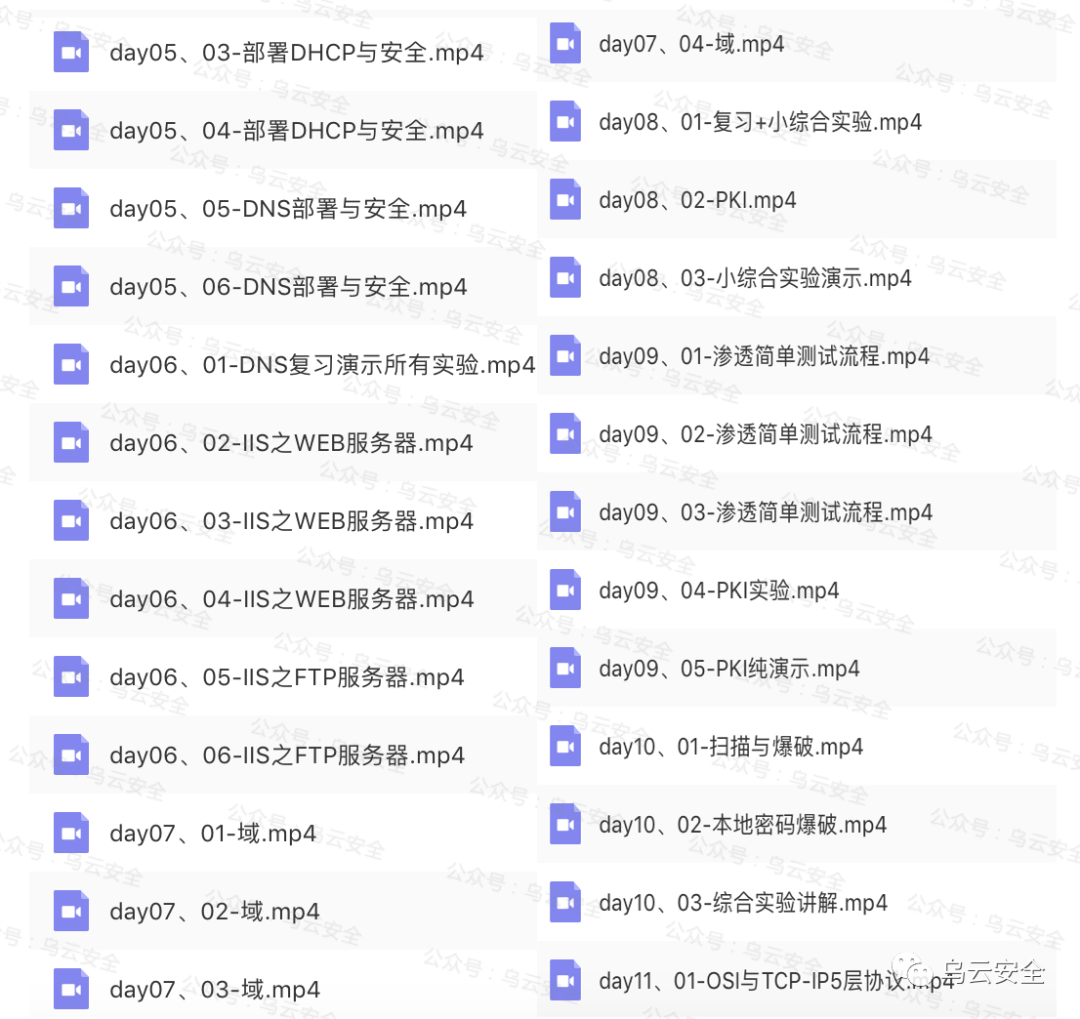 day05、03-部署DHCP与安全.mp4
day05、04-部署DHCP与安全.mp4
day05、05-DNS部署与安全.mp4
day05、06-DNS部署与安全.mp4
day06、01-DNS复习演示所有实验.mp4
day06、02-IIS之WEB服务器.mp4
day06、03-IIS之WEB服务器.mp4
day06、04-IIS之WEB服务器.mp4
day06、05-IIS之FTP服务器.mp4
day06、06-IIS之FTP服务器.mp4
day07、01-域.mp4
day07、02-域.mp4
day07、03-域.mp4
day07、04-域.mp4
day08、01-复习+小综合实验.mp4
day08、02-PKI.mp4
day08、03-小综合实验演示.mp4
day09、01-渗透简单测试流程.mp4
day09、02-渗透简单测试流程.mp4
day09、03-渗透简单测试流程.mp4
day09、04-PKI实验.mp4
day09、05-PKI纯演示.mp4
day10、01-扫描与爆破.mp4
day10、02-本地密码爆破.mp4
day10、03-综合实验讲解.mp4
day11、01-OSI与TCP-IP5层协议.mp4
乌云安全
公众号：乌云安全